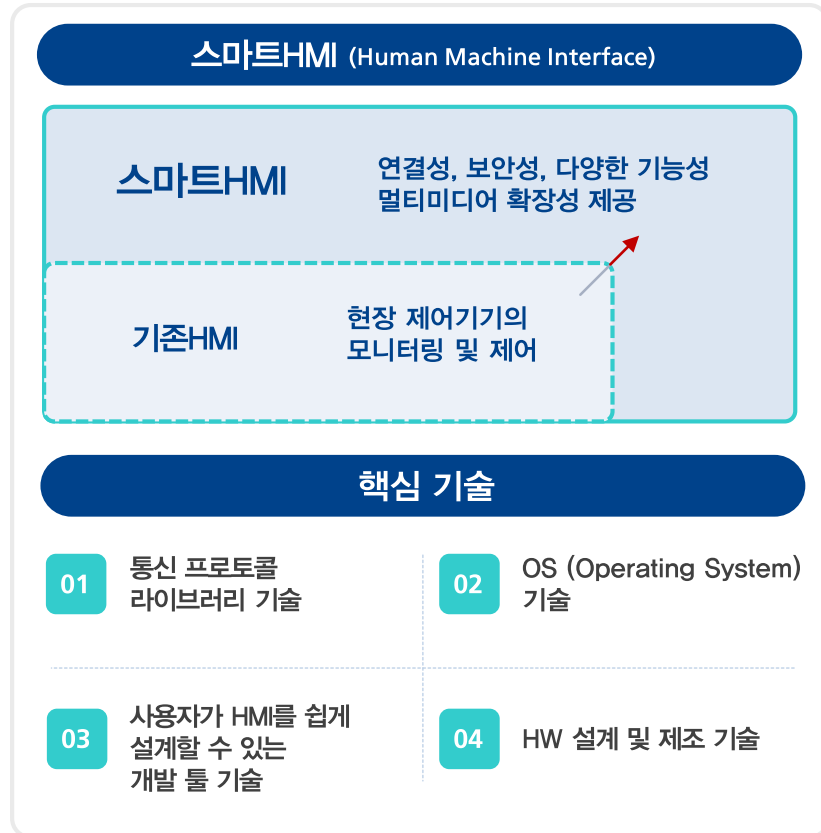 스마트HMI (Human Machine Interface)
스마트HMI
연결성, 보안성, 다양한 기능성
멀티미디어 확장성 제공
기존HMI
현장 제어기기의
모니터링 및 제어
핵심 기술
01
통신 프로토콜
라이브러리 기술
02
OS (Operating System)
기술
03
사용자가 HMI를 쉽게
설계할 수 있는
개발 툴 기술
04
HW 설계 및 제조 기술